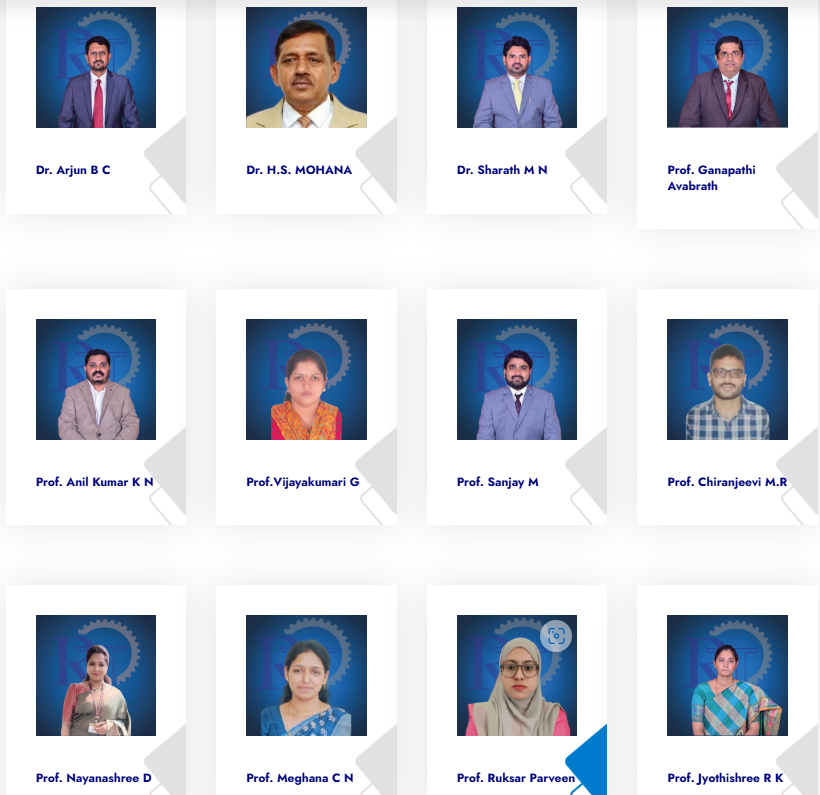 Dr. Arjun B C
Dr. H.S. MOHANA
Dr. Sharath M N
Prof. Ganapathi
Avabrath
Prof. Anil Kumar K N
Prof.Vijayakumari G
Prof. Sanjay M
Prof. Chiranjeevi M.R
Prof. Nayanashree D
Prof. Meghana C N
Prof. Ruksar Parveen
Prof. Jyothishree R K